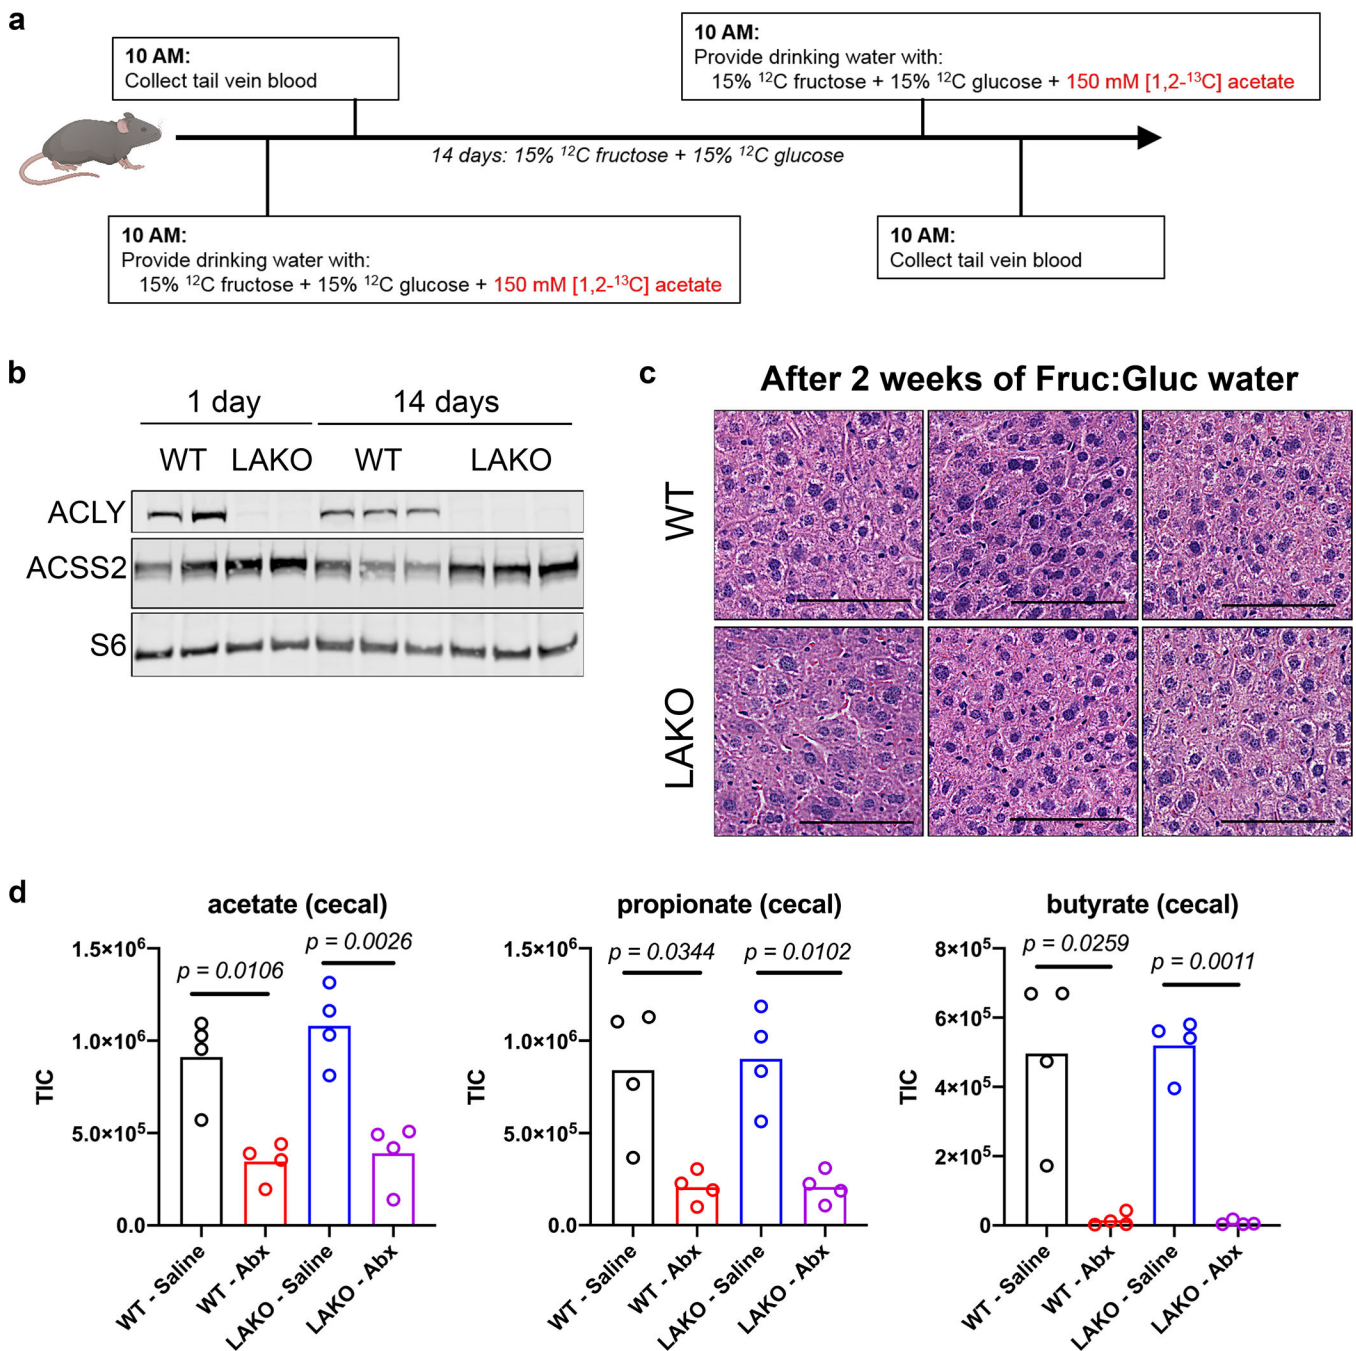 a
10 AM:
Collect tail vein blood
10 AM:
Provide drinking water with:
15% ¹²C fructose + 15% ¹²C glucose + 150 mM [1,2-¹³C] acetate
14 days: 15% ¹²C fructose + 15% ¹²C glucose
10 AM:
Provide drinking water with:
15% ¹²C fructose + 15% ¹²C glucose + 150 mM [1,2-¹³C] acetate
10 AM:
Collect tail vein blood
b
1 day 14 days
WT LAKO WT LAKO
ACLY
ACSS2
S6
c
After 2 weeks of Fruc:Gluc water
WT
LAKO
d
acetate (cecal)
p = 0.0106
p = 0.0026
1.5×10⁶
1.0×10⁶
5.0×10⁵
0.0
TIC
WT - Saline
WT - Abx
LAKO - Saline
LAKO - Abx
propionate (cecal)
p = 0.0344
p = 0.0102
1.5×10⁶
1.0×10⁶
5.0×10⁵
0.0
TIC
WT - Saline
WT - Abx
LAKO - Saline
LAKO - Abx
butyrate (cecal)
p = 0.0259
p = 0.0011
8×10⁵
6×10⁵
4×10⁵
2×10⁵
0
TIC
WT - Saline
WT - Abx
LAKO - Saline
LAKO - Abx